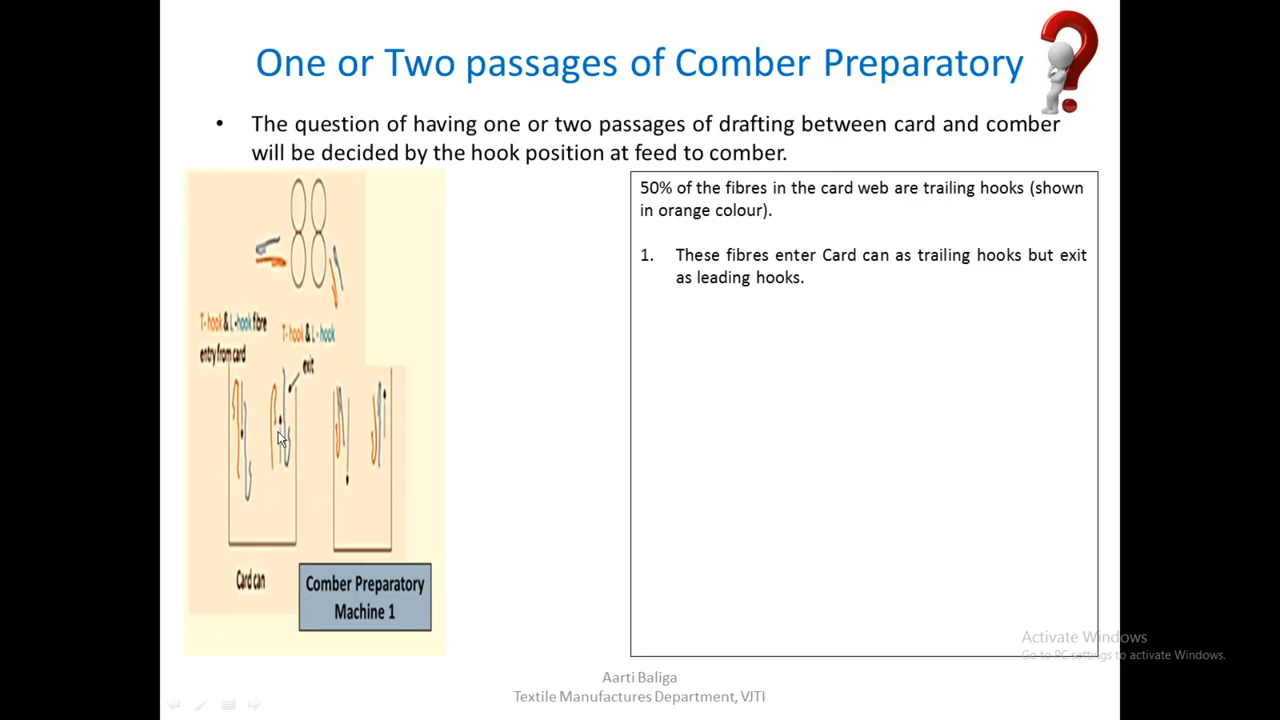 One or Two passages of Comber Preparatory
• The question of having one or two passages of drafting between card and comber
will be decided by the hook position at feed to comber.
50% of the fibres in the card web are trailing hooks (shown
in orange colour).
1. These fibres enter Card can as trailing hooks but exit
as leading hooks.
T- hook & L -hook fibre
entry from card
T- hook & L - hook
exit
Card can
Comber Preparatory
Machine 1
Activate Windows
Go to PC settings to activate Windows.
Aarti Baliga
Textile Manufactures Department, VJTI